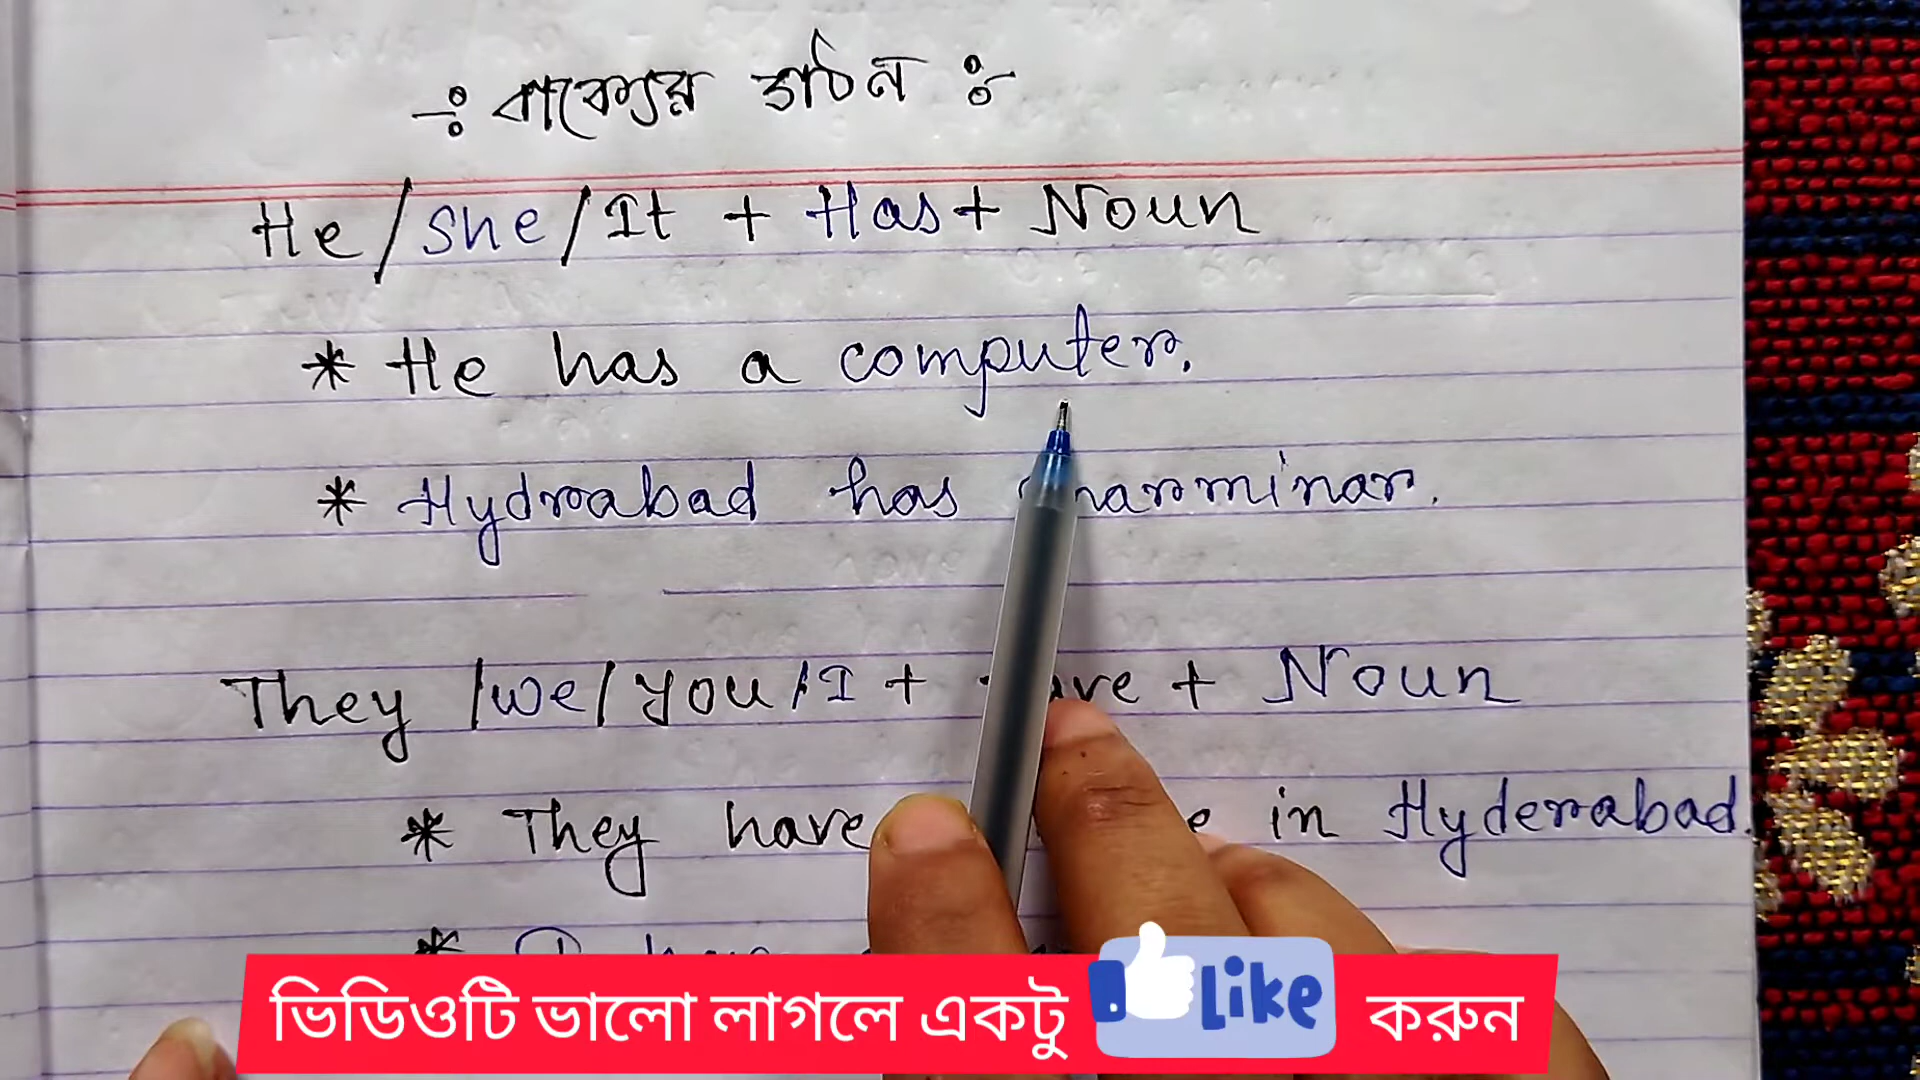 -: বাক্যের গঠন :-
He/She/It + Has + Noun
* He has a computer.
* Hydrabad has
They /we/you/I + + Noun
* They have in Hyderabad.
ভিডিওটি ভালো লাগলে একটু Like করুন